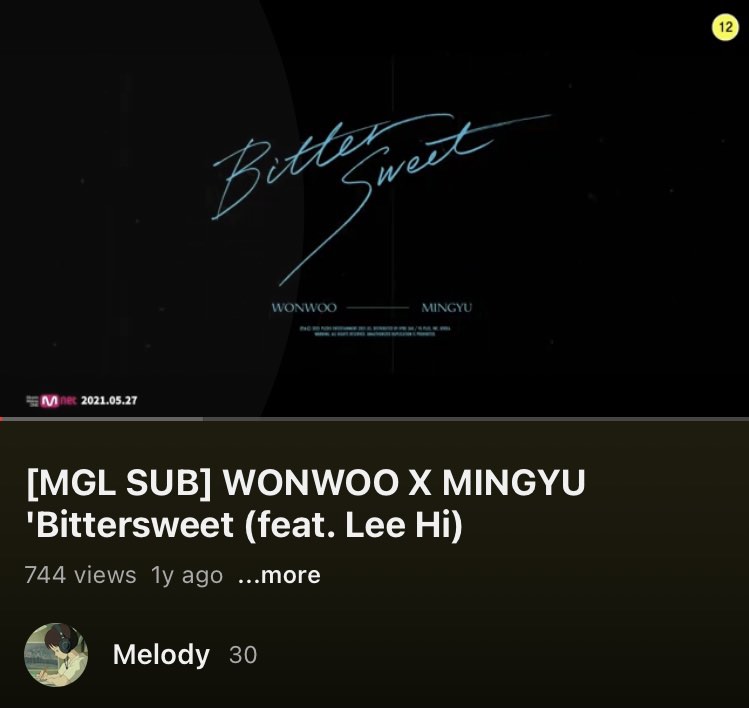 12
Bitter
Sweet
WONWOO MINGYU
Mnet 2021.05.27
[MGL SUB] WONWOO X MINGYU
'Bittersweet (feat. Lee Hi)
744 views 1y ago ...more
Melody 30